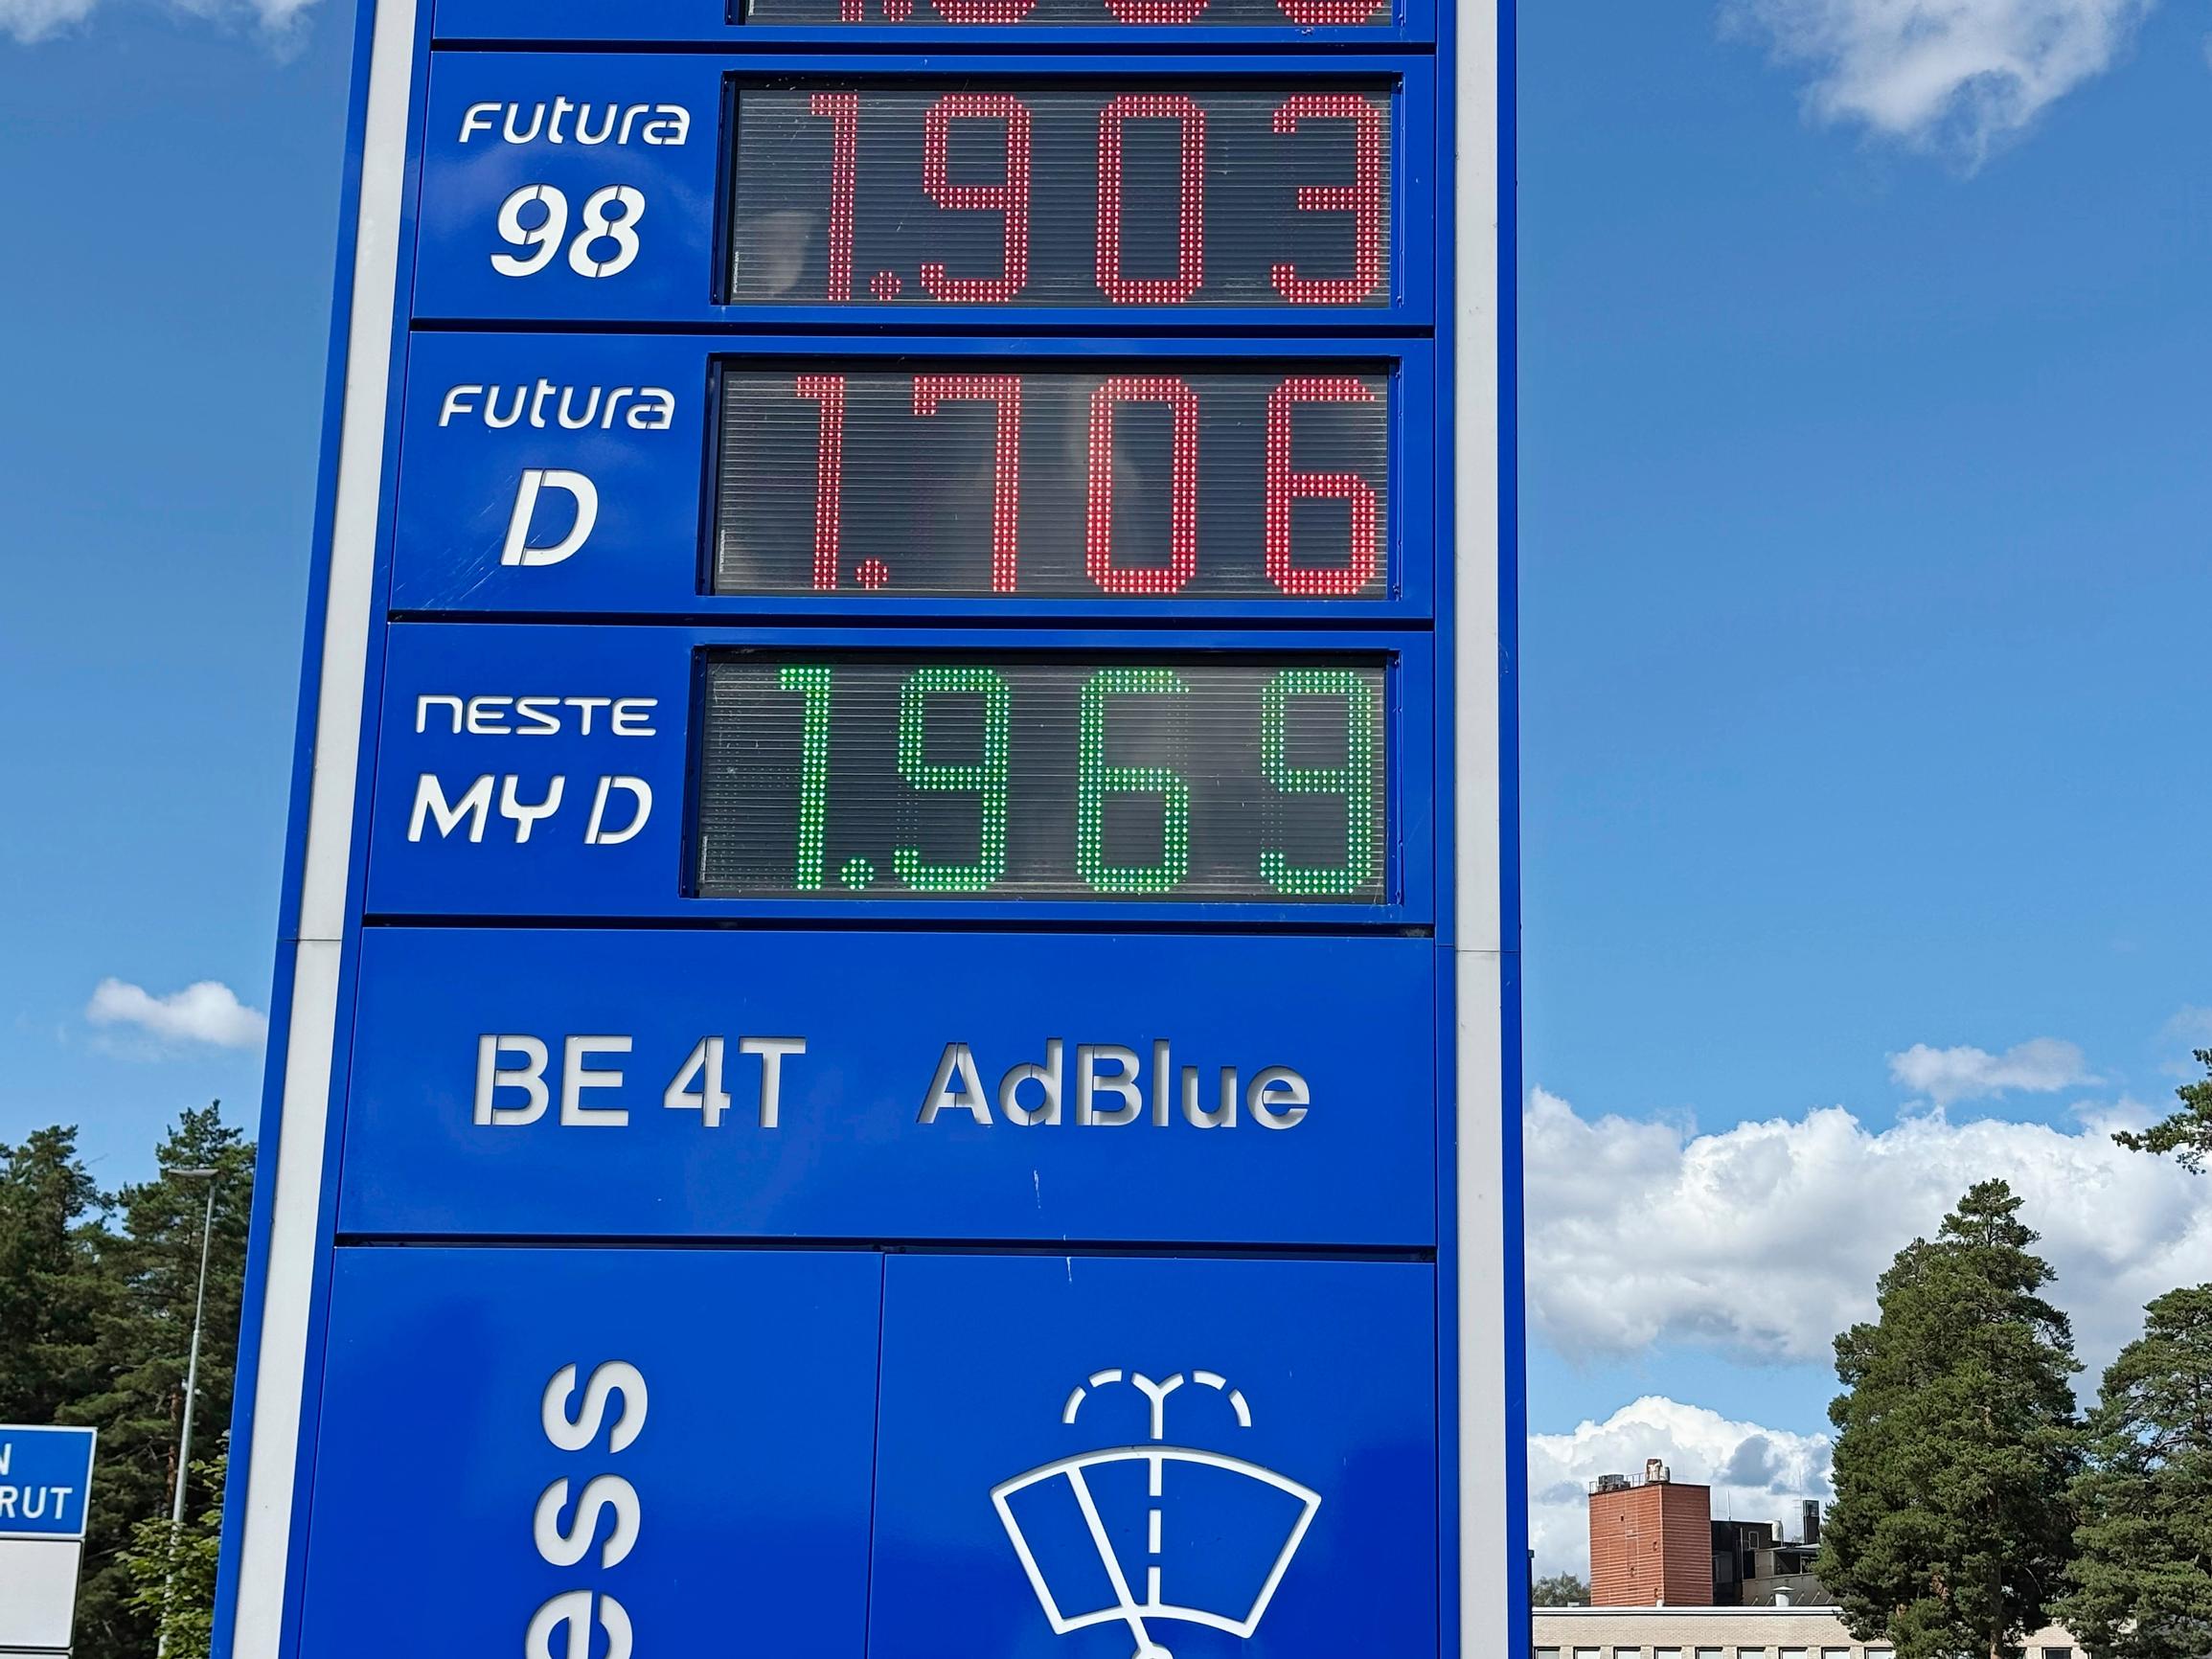 Futura
98
1.903
Futura
D
1.706
NESTE
MY D
1.969
BE 4T AdBlue
ess
N
RUT